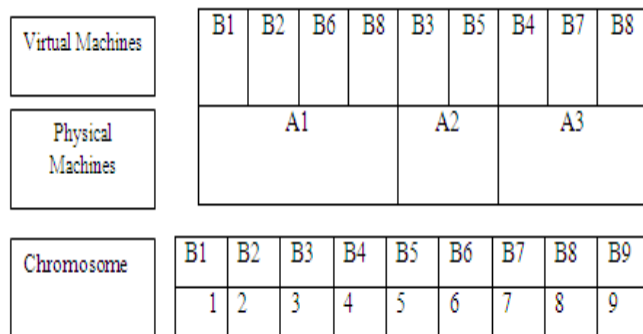 Virtual Machines B1 B2 B6 B8 B3 B5 B4 B7 B8
Physical Machines A1 A2 A3
Chromosome B1 B2 B3 B4 B5 B6 B7 B8 B9
1 2 3 4 5 6 7 8 9